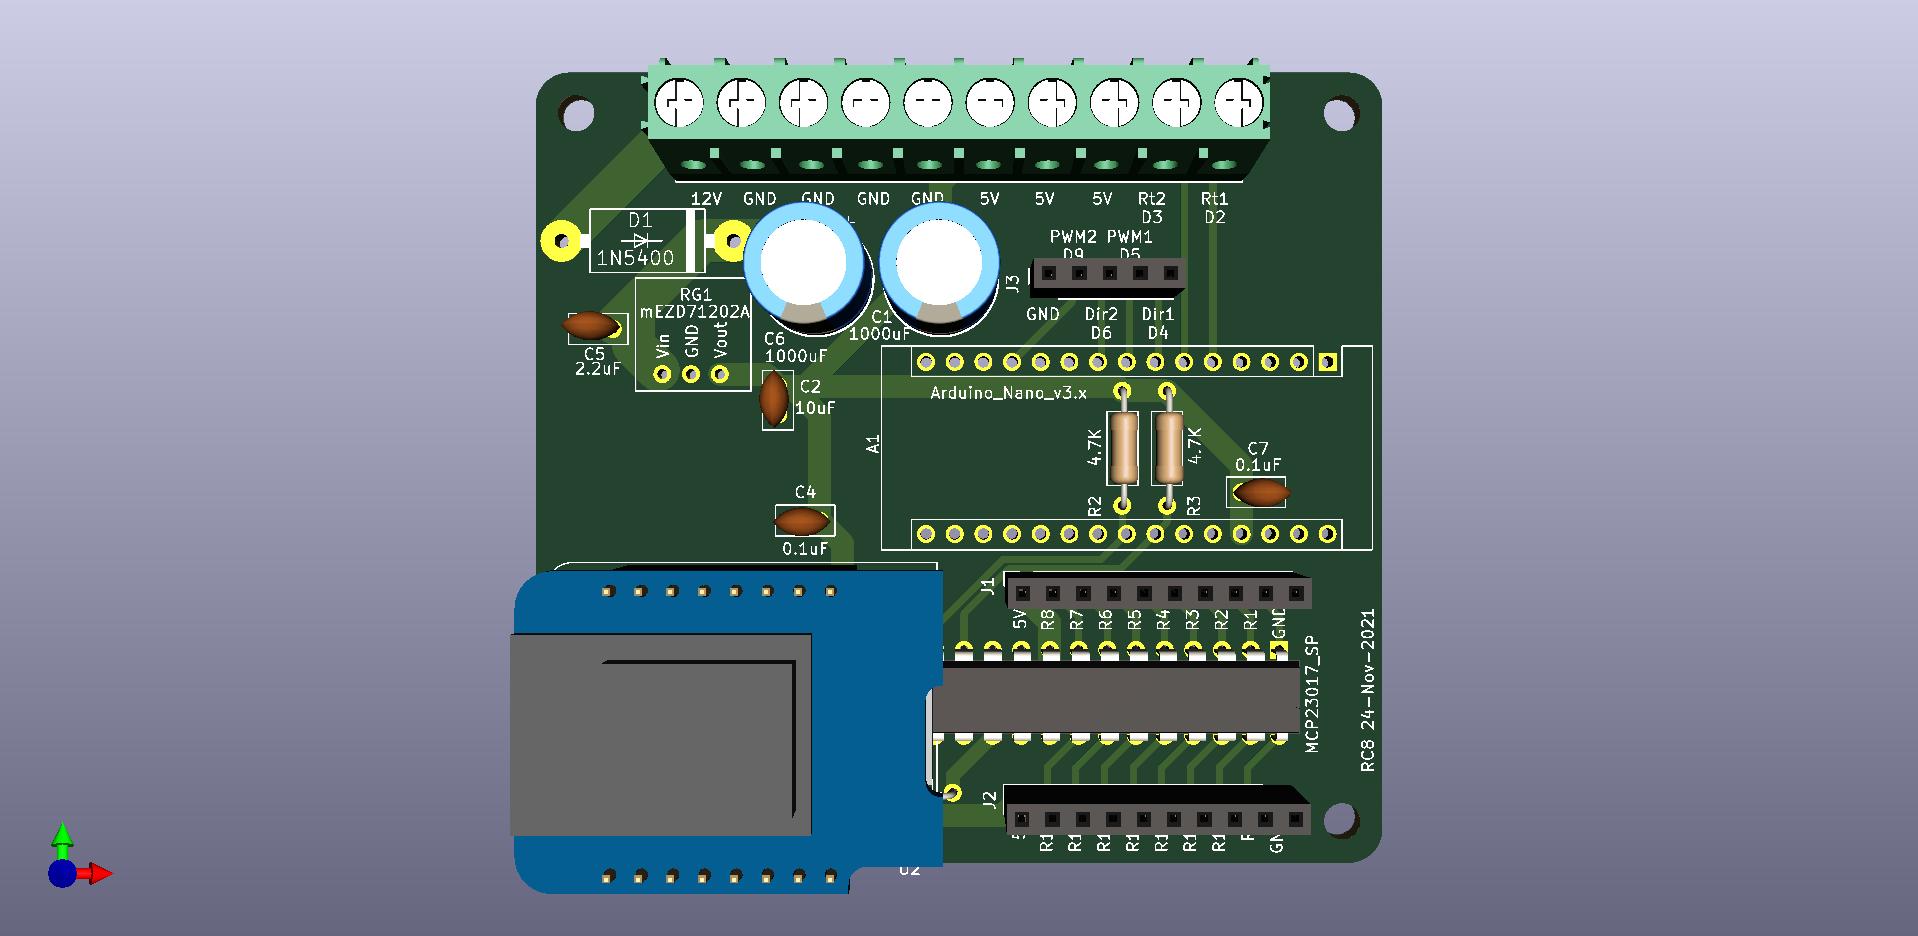 12V GND GND GND GND 5V 5V 5V Rt2 Rt1
D3 D2
D1
1N5400
PWM2 PWM1
D9 D5
J3
GND Dir2 Dir1
D6 D4
RG1
mEZD71202A
Vin GND Vout
C5
2.2uF
C6
1000uF
C1
1000uF
C2
10uF
Arduino_Nano_v3.x
A1
4.7K 4.7K
R2 R3
C7
0.1uF
C4
0.1uF
J1
5V R8 R7 R6 R5 R4 R3 R2 R1 GND
MCP23017_SP
RC8 24-Nov-2021
J2
U2